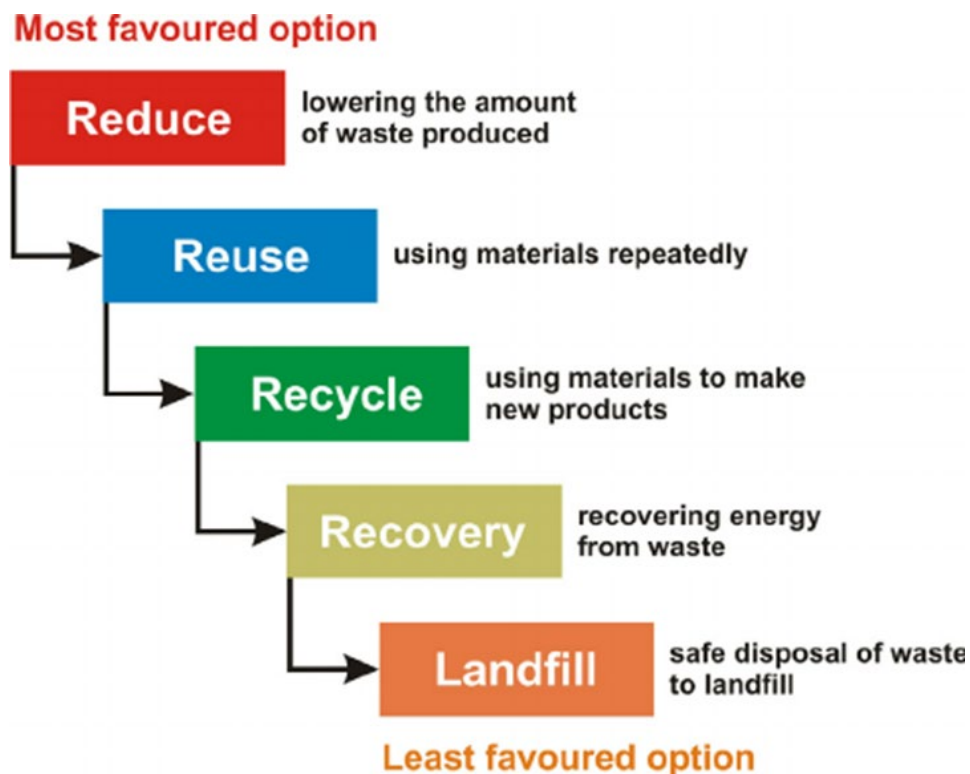 Most favoured option
Reduce
lowering the amount
of waste produced
Reuse
using materials repeatedly
Recycle
using materials to make
new products
Recovery
recovering energy
from waste
Landfill
safe disposal of waste
to landfill
Least favoured option